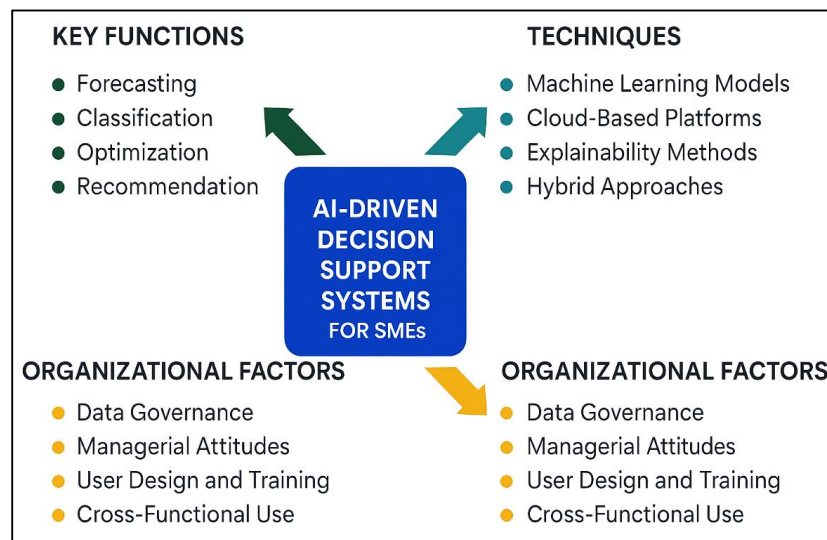 KEY FUNCTIONS
Forecasting
Classification
Optimization
Recommendation
TECHNIQUES
Machine Learning Models
Cloud-Based Platforms
Explainability Methods
Hybrid Approaches
AI-DRIVEN
DECISION
SUPPORT
SYSTEMS
FOR SMEs
ORGANIZATIONAL FACTORS
Data Governance
Managerial Attitudes
User Design and Training
Cross-Functional Use
ORGANIZATIONAL FACTORS
Data Governance
Managerial Attitudes
User Design and Training
Cross-Functional Use